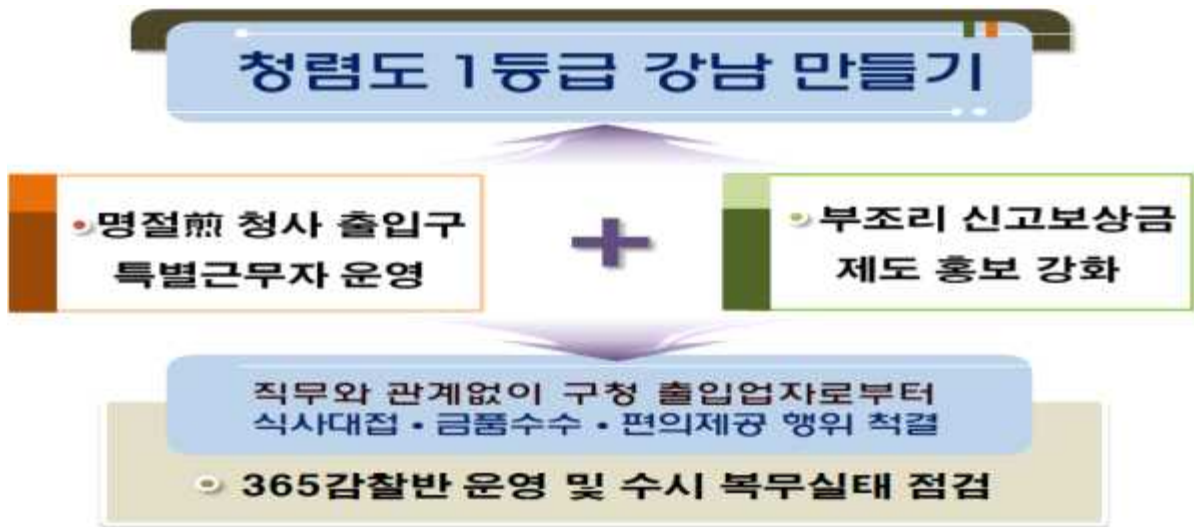 청렴도 1등급 강남 만들기
•명절煎 청사 출입구
특별근무자 운영
+
•부조리 신고보상금
제도 홍보 강화
직무와 관계없이 구청 출입업자로부터
식사대접 • 금품수수 • 편의제공 행위 척결
365감찰반 운영 및 수시 복무실태 점검